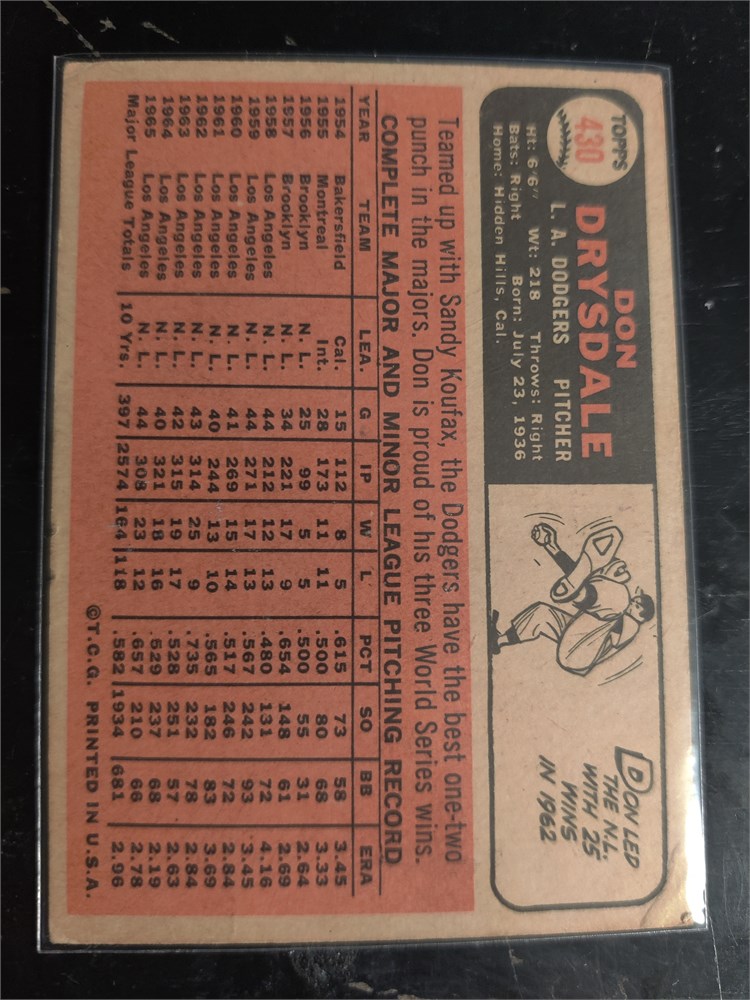 TOPPS
430
DON
DRYSDALE
L. A. DODGERS PITCHER
Ht: 6'6" Wt: 218 Throws: Right
Bats: Right Born: July 23, 1936
Home: Hidden Hills, Cal.
DON LED
THE N.L.
WITH 25
WINS
IN 1962
Teamed up with Sandy Koufax, the Dodgers have the best one-two
punch in the majors. Don is proud of his three World Series wins.
COMPLETE MAJOR AND MINOR LEAGUE PITCHING RECORD
YEAR TEAM LEA. G IP W L PCT SO BB ERA
1954 Bakersfield Cal. 15 112 8 5 .615 73 58 3.45
1955 Montreal Int. 28 173 11 11 .500 80 68 3.33
1956 Brooklyn N. L. 25 99 5 5 .500 55 31 2.64
1957 Brooklyn N. L. 34 221 17 9 .654 148 61 2.69
1958 Los Angeles N. L. 44 212 12 13 .480 131 72 4.16
1959 Los Angeles N. L. 44 271 17 13 .567 242 93 3.45
1960 Los Angeles N. L. 41 269 15 14 .517 246 72 2.84
1961 Los Angeles N. L. 40 244 13 10 .565 182 83 3.69
1962 Los Angeles N. L. 43 314 25 9 .735 232 78 2.84
1963 Los Angeles N. L. 42 315 19 17 .528 251 57 2.63
1964 Los Angeles N. L. 40 321 18 16 .529 237 68 2.19
1965 Los Angeles N. L. 44 308 23 12 .657 210 66 2.78
Major League Totals 10 Yrs. 397 2574 164 118 .582 1934 681 2.96
©T.C.G. PRINTED IN U.S.A.